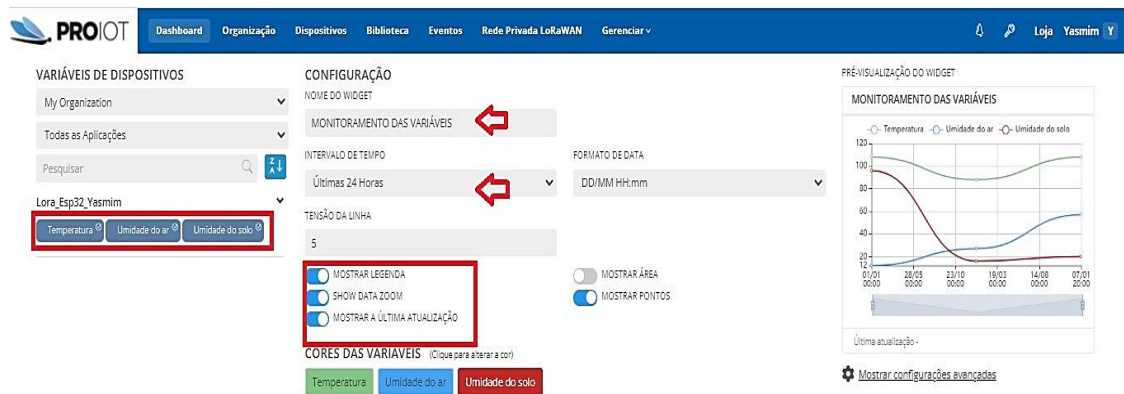 PROIOT
Dashboard Organização Dispositivos Biblioteca Eventos Rede Privada LoRaWAN Gerenciar Loja Yasmim Y
VARIÁVEIS DE DISPOSITIVOS
My Organization
Todas as Aplicações
Pesquisar
Z
A
Lora_Esp32_Yasmim
Temperatura Umidade do ar Umidade do solo
CONFIGURAÇÃO
NOME DO WIDGET
MONITORAMENTO DAS VARIÁVEIS
INTERVALO DE TEMPO
Últimas 24 Horas
FORMATO DE DATA
DD/MM HH:mm
TENSÃO DA LINHA
5
MOSTRAR LEGENDA
SHOW DATA ZOOM
MOSTRAR A ÚLTIMA ATUALIZAÇÃO
MOSTRAR ÁREA
MOSTRAR PONTOS
CORES DAS VARIAVEIS (Clique para alterar a cor)
Temperatura Umidade do ar Umidade do solo
PRÉ-VISUALIZAÇÃO DO WIDGET
MONITORAMENTO DAS VARIÁVEIS
Temperatura Umidade do ar Umidade do solo
120
100
80
60
40
20
12
01/01 28/05 23/10 19/03 14/08 07/01
00:00 00:00 00:00 00:00 00:00 20:00
Última atualização -
Mostrar configurações avançadas